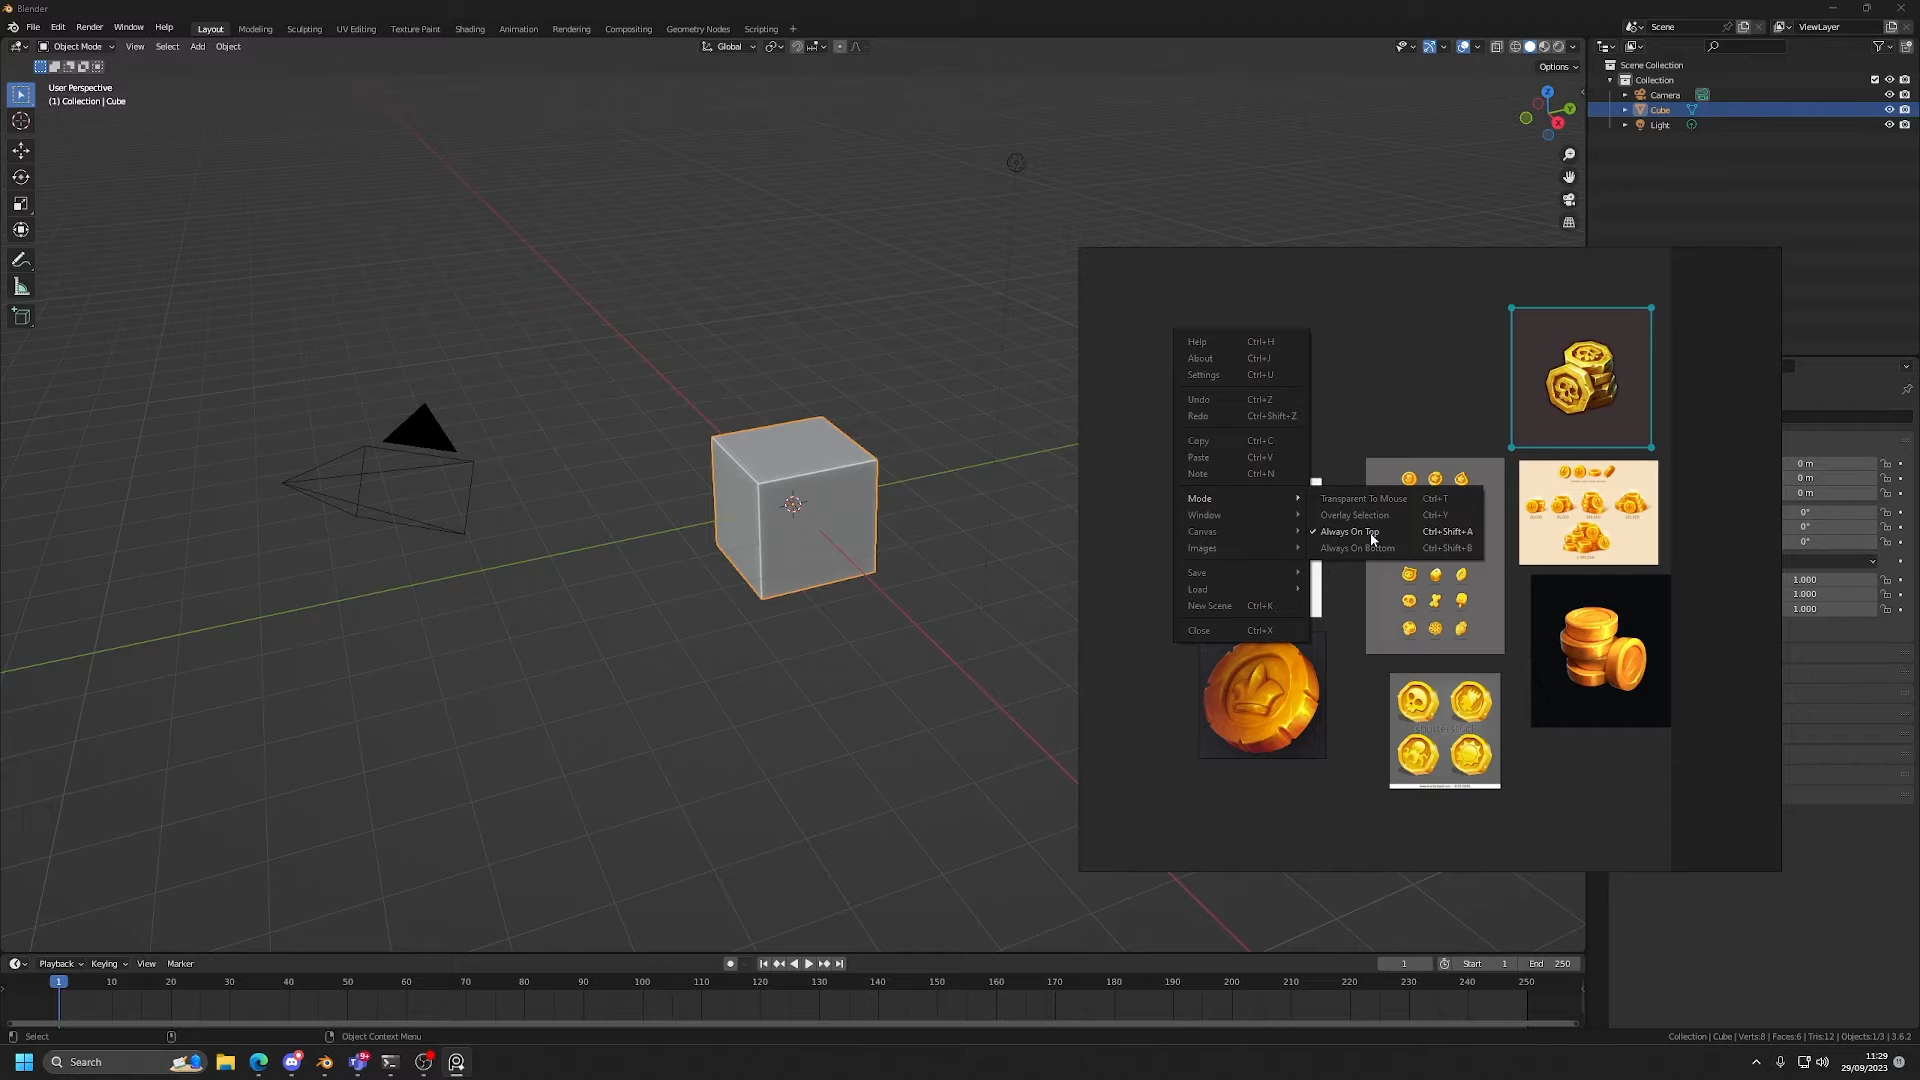 Blender
File Edit Render Window Help Layout Modeling Sculpting UV Editing Texture Paint Shading Animation Rendering Compositing Geometry Nodes Scripting + Scene ViewLayer
Object Mode View Select Add Object Global
Options
User Perspective
(1) Collection | Cube
Z
Y
X
Scene Collection
Collection
Camera
Cube
Light
Help Ctrl+H
About Ctrl+J
Settings Ctrl+U
Undo Ctrl+Z
Redo Ctrl+Shift+Z
Copy Ctrl+C
Paste Ctrl+V
Note Ctrl+N
Mode
Window
Canvas
Images
Save
Load
New Scene Ctrl+K
Close Ctrl+X
Transparent To Mouse Ctrl+T
Overlay Selection Ctrl+Y
Always On Top Ctrl+Shift+A
Always On Bottom Ctrl+Shift+B
shutterstock
0 m
0 m
0 m
0°
0°
0°
1.000
1.000
1.000
Playback Keying View Marker 1 Start 1 End 250
1 10 20 30 40 50 60 70 80 90 100 110 120 130 140 150 160 170 180 190 200 210 220 230 240 250
Select Object Context Menu Collection | Cube | Verts:8 | Faces:6 | Tris:12 | Objects:1/3 | 3.6.2
Search 9+ 11:29
29/09/2023